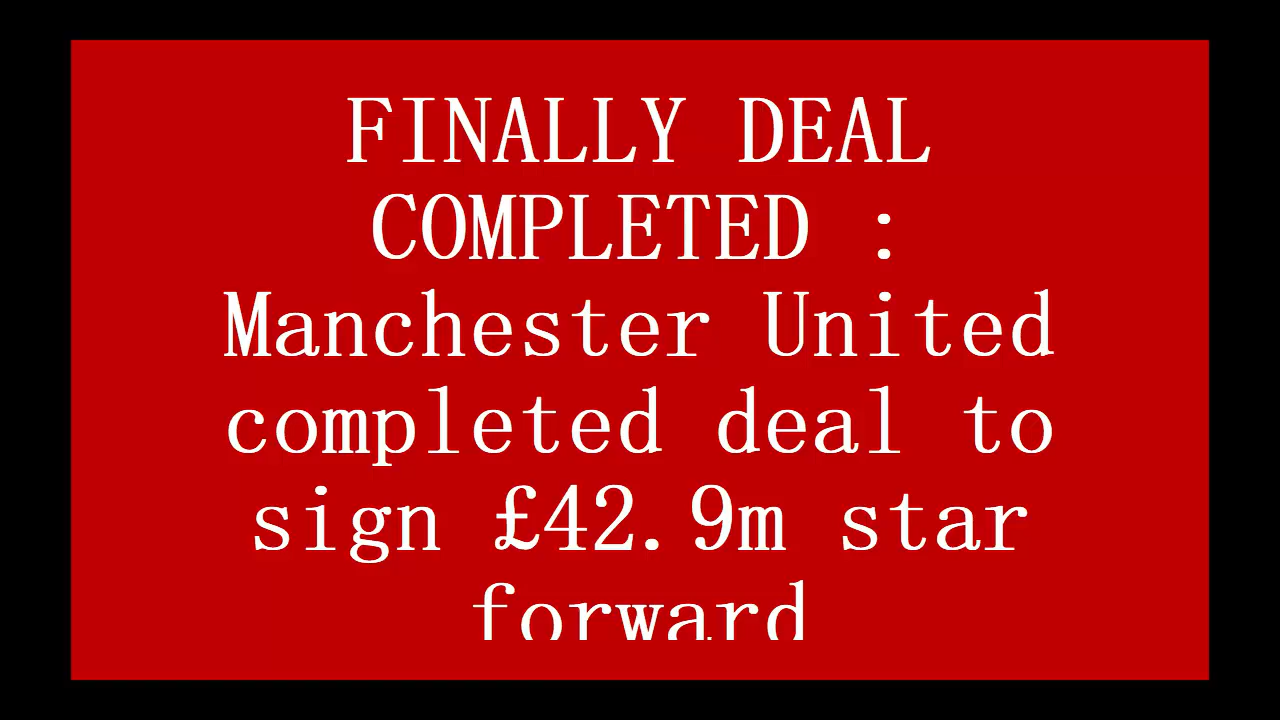 FINALLY DEAL
COMPLETED :
Manchester United
completed deal to
sign £42.9m star
forward